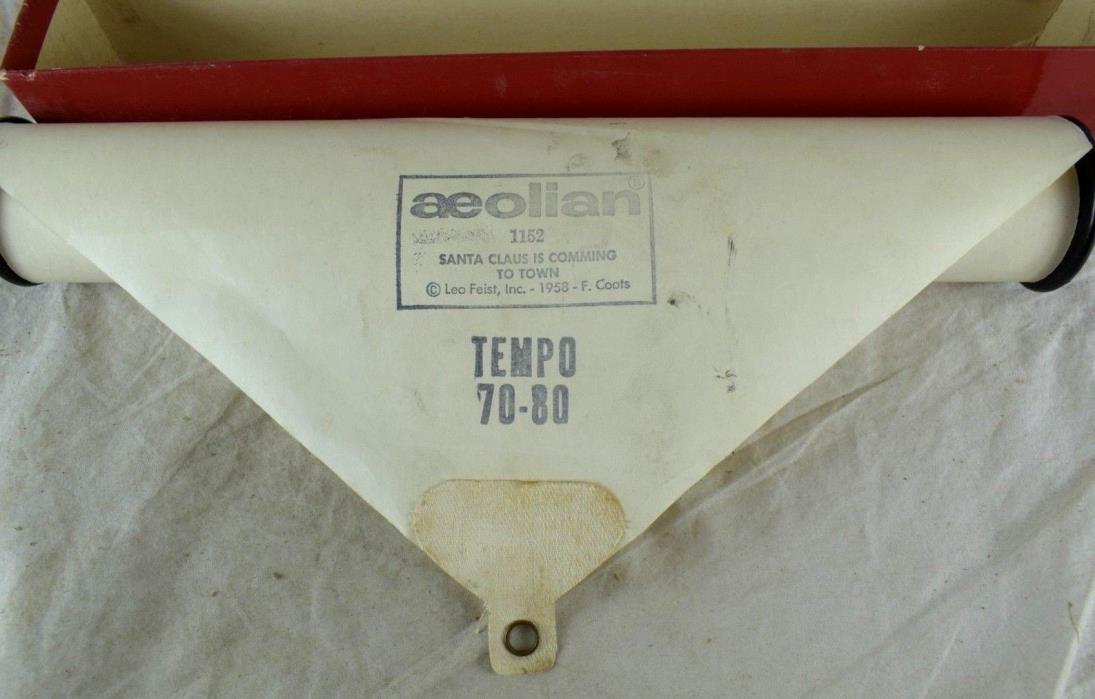 aeolian®
1152
SANTA CLAUS IS COMMING
TO TOWN
© Leo Feist, Inc. - 1958 - F. Coots
TEMPO
70-80